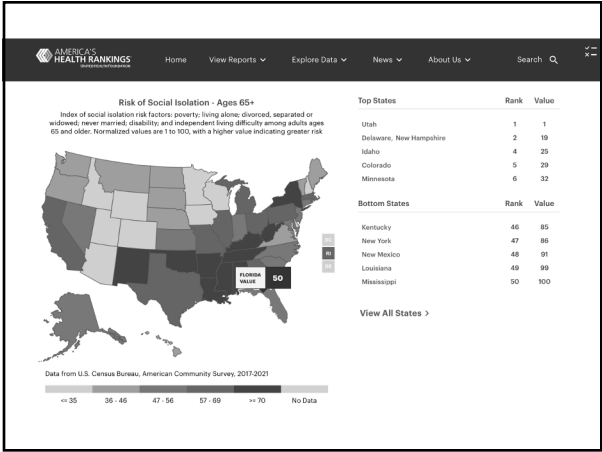 AMERICA'S
HEALTH RANKINGS
UNITED HEALTH FOUNDATION
Home
View Reports
Explore Data
News
About Us
Search
Risk of Social Isolation - Ages 65+
Index of social isolation risk factors: poverty; living alone; divorced, separated or
widowed; never married; disability; and independent living difficulty among adults ages
65 and older. Normalized values are 1 to 100, with a higher value indicating greater risk
RI
FLORIDA
VALUE
50
Data from U.S. Census Bureau, American Community Survey, 2017-2021
<= 35 36 - 46 47 - 56 57 - 69 >= 70 No Data
Top States Rank Value
Utah 1 1
Delaware, New Hampshire 2 19
Idaho 4 25
Colorado 5 29
Minnesota 6 32
Bottom States Rank Value
Kentucky 46 85
New York 47 86
New Mexico 48 91
Louisiana 49 99
Mississippi 50 100
View All States >